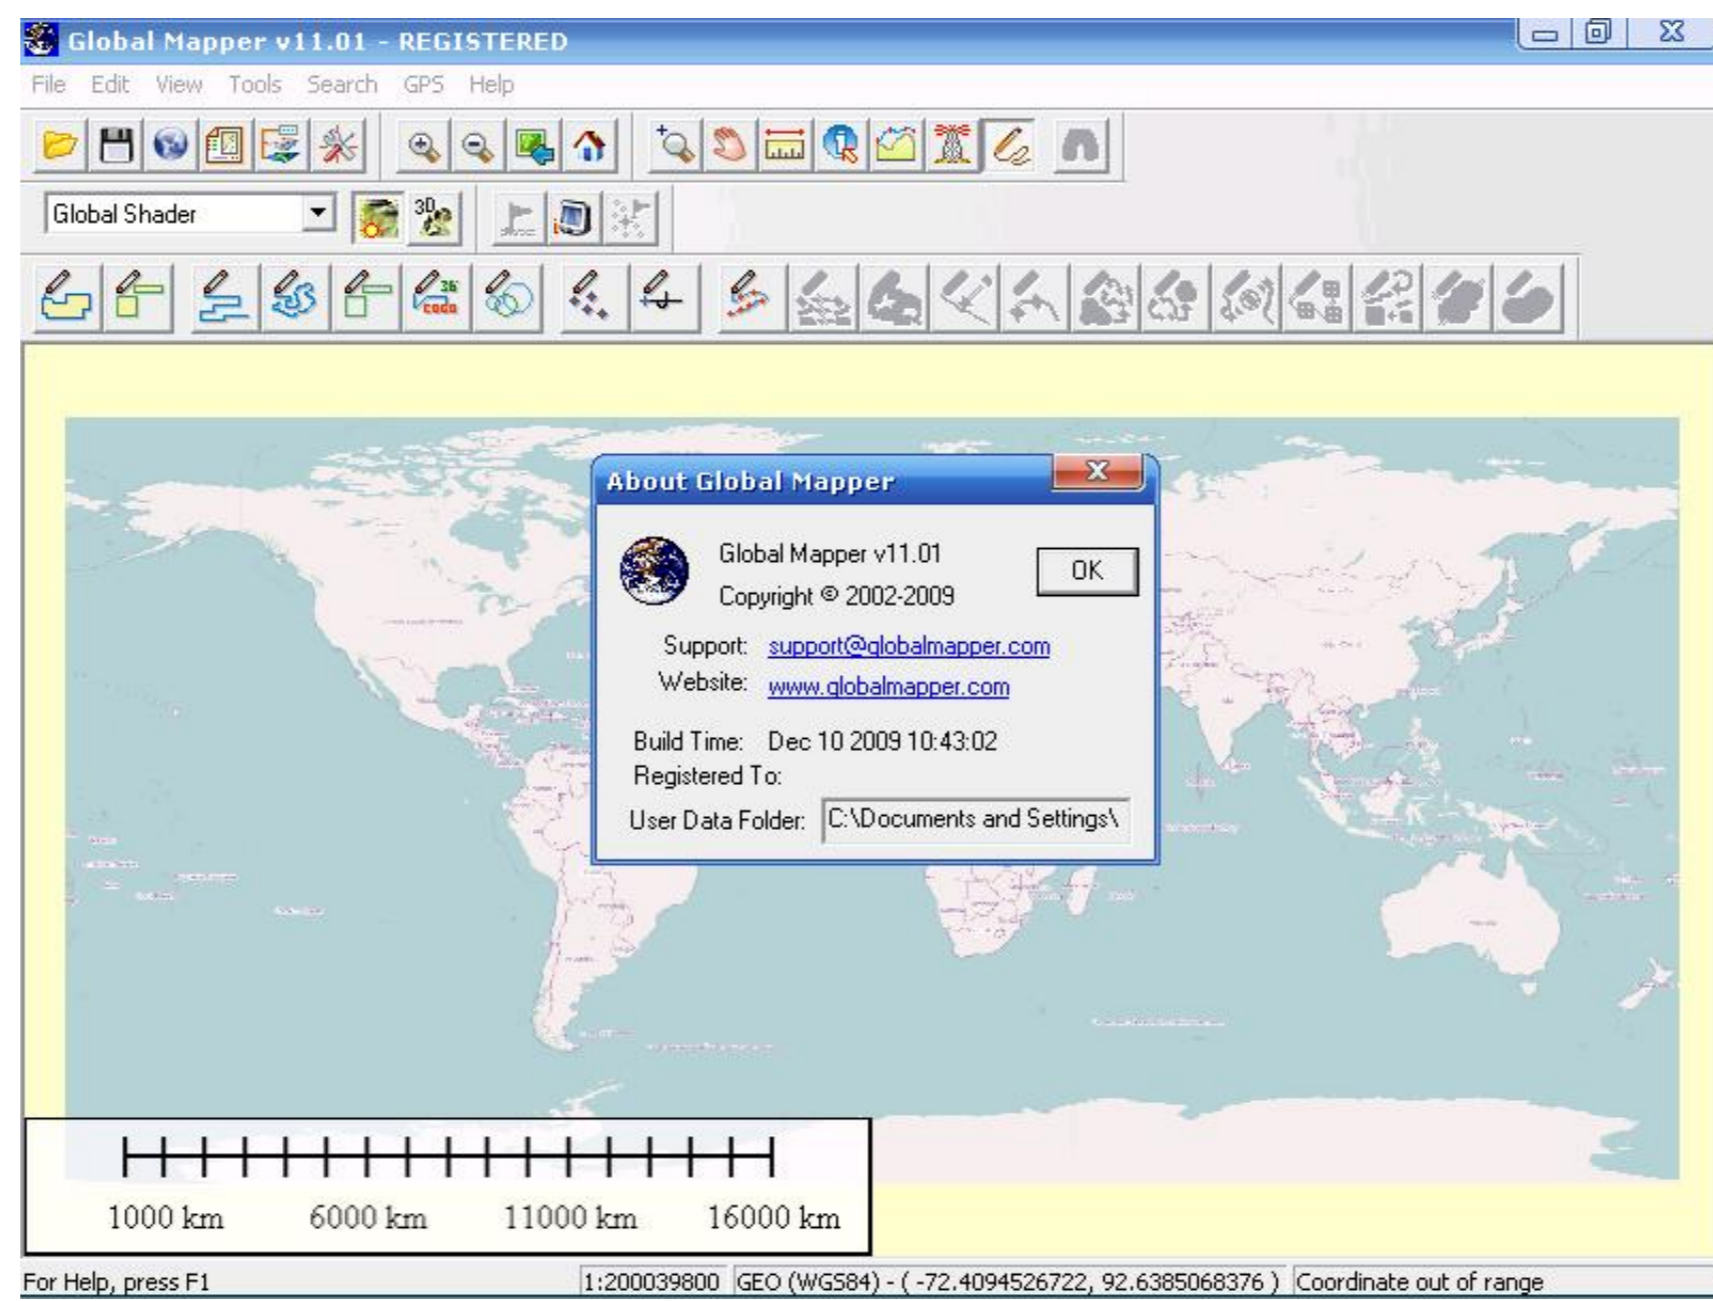 Global Mapper v11.01 - REGISTERED
File Edit View Tools Search GPS Help
Global Shader
3D
36
CODO
About Global Mapper
Global Mapper v11.01
OK
Copyright © 2002-2009
Support: support@globalmapper.com
Website: www.globalmapper.com
Build Time: Dec 10 2009 10:43:02
Registered To:
User Data Folder: C:\Documents and Settings\
1000 km 6000 km 11000 km 16000 km
For Help, press F1
1:200039800 GEO (WGS84) - ( -72.4094526722, 92.6385068376 ) Coordinate out of range